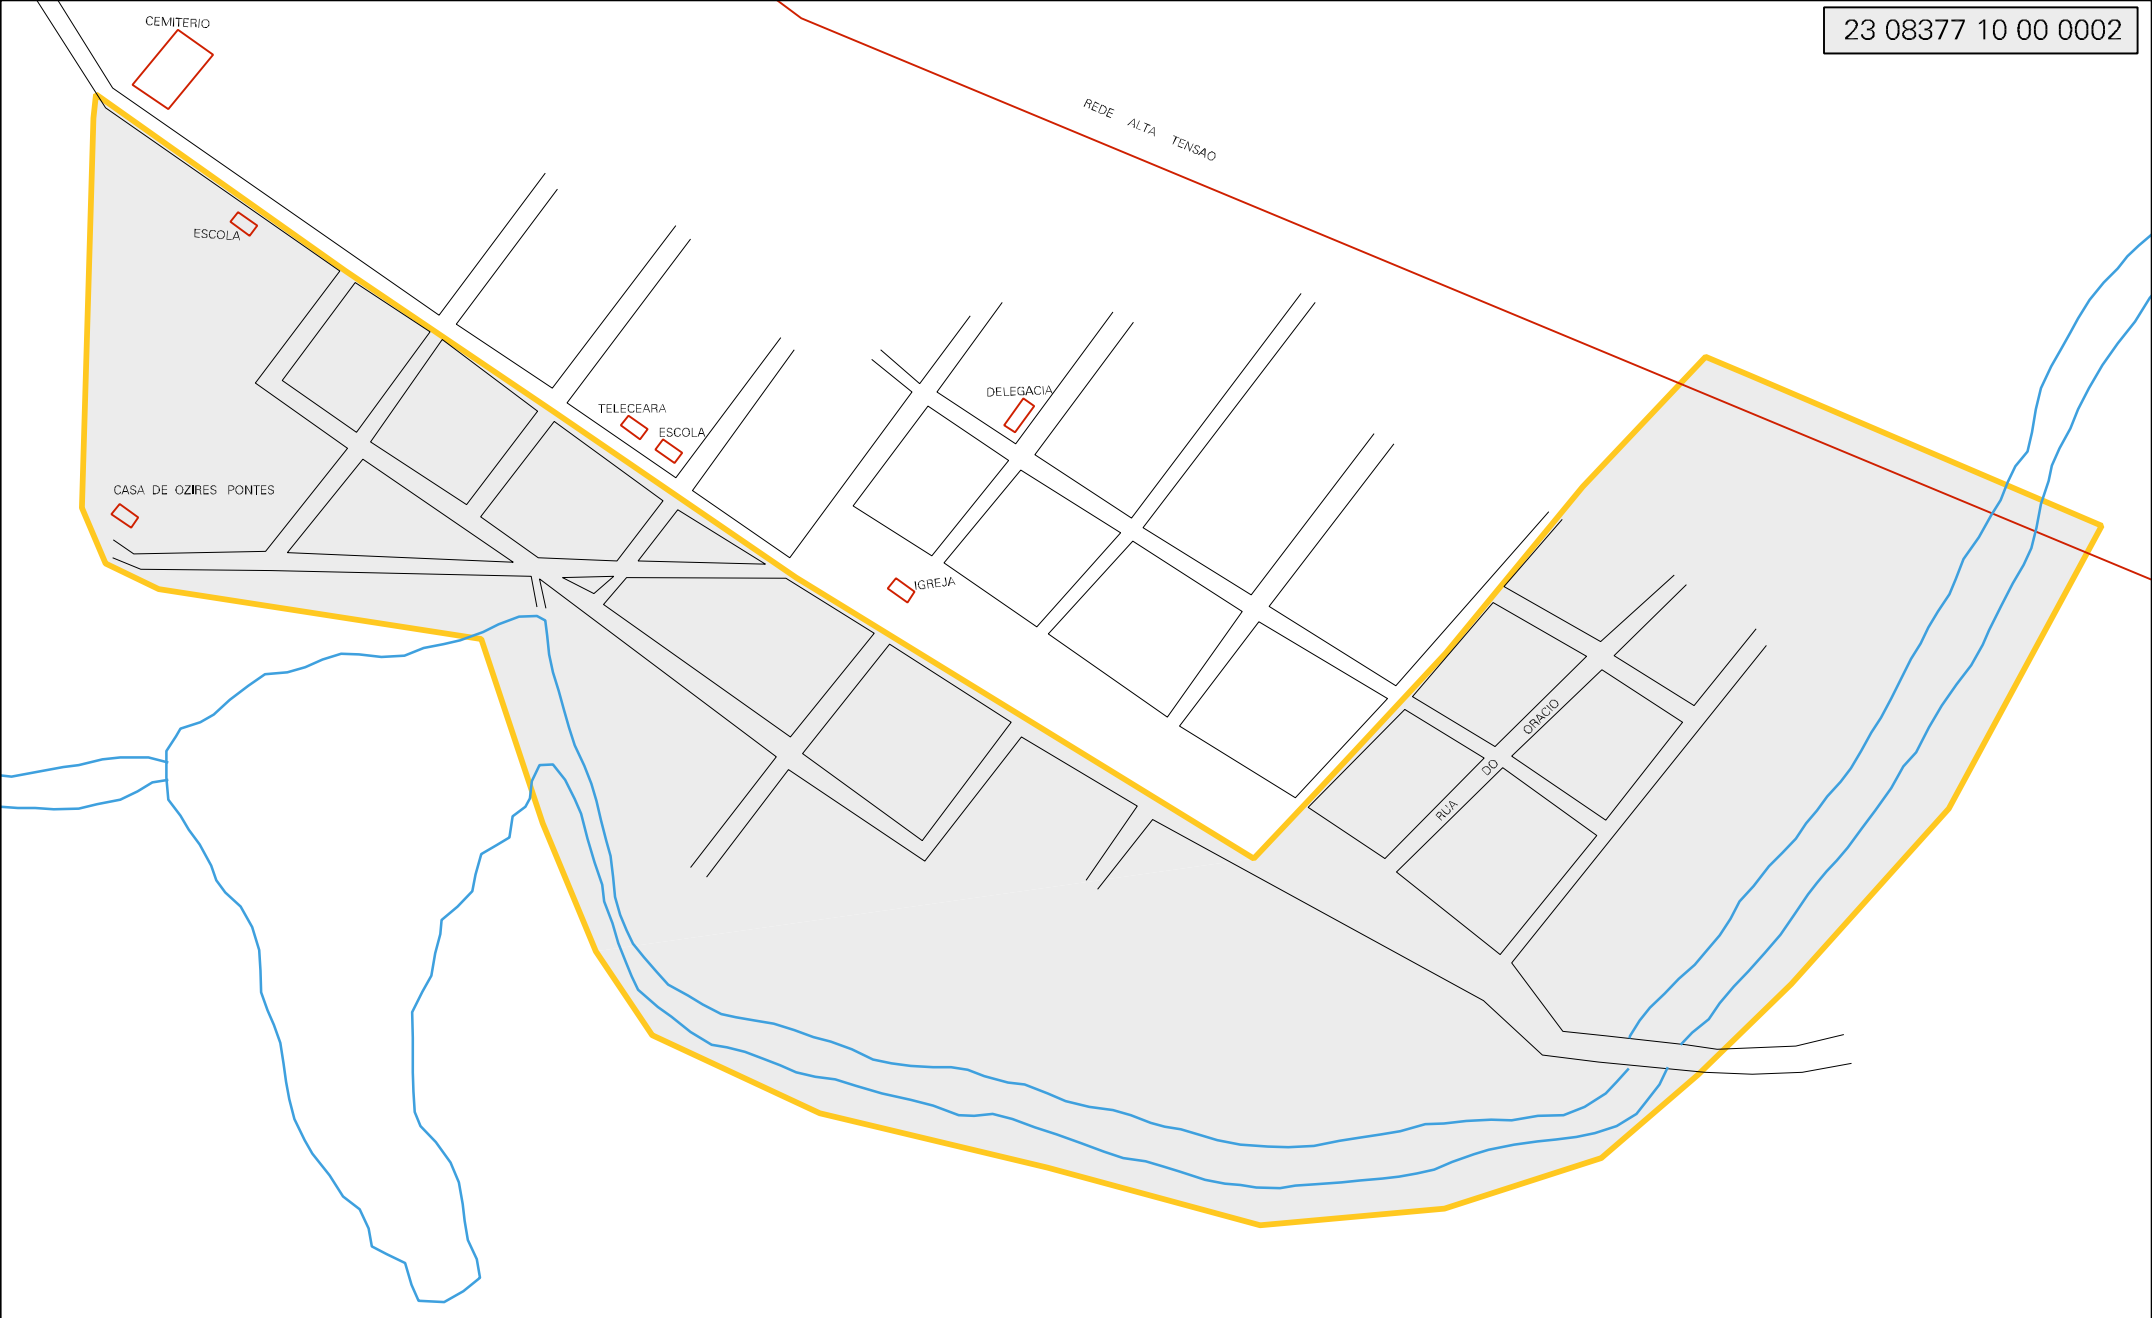 CEMITERIO
23 08377 10 00 0002
REDE ALTA TENSAO
ESCOLA
TELECEARA
ESCOLA
DELEGACIA
CASA DE OZIRES PONTES
IGREJA
RUA DO ORACIO